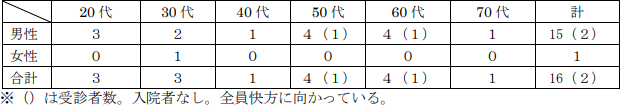 20代 30代 40代 50代 60代 70代 計
男性 3 2 1 4（1） 4（1） 1 15（2）
女性 0 1 0 0 0 0 1
合計 3 3 1 4（1） 4（1） 1 16（2）
※（）は受診者数。入院者なし。全員快方に向かっている。